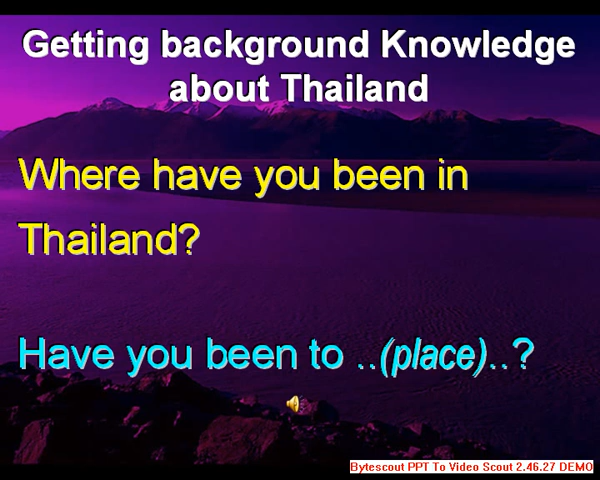 Getting background Knowledge
about Thailand
Where have you been in
Thailand?
Have you been to ..(place)..?
Bytescout PPT To Video Scout 2.46.27 DEMO